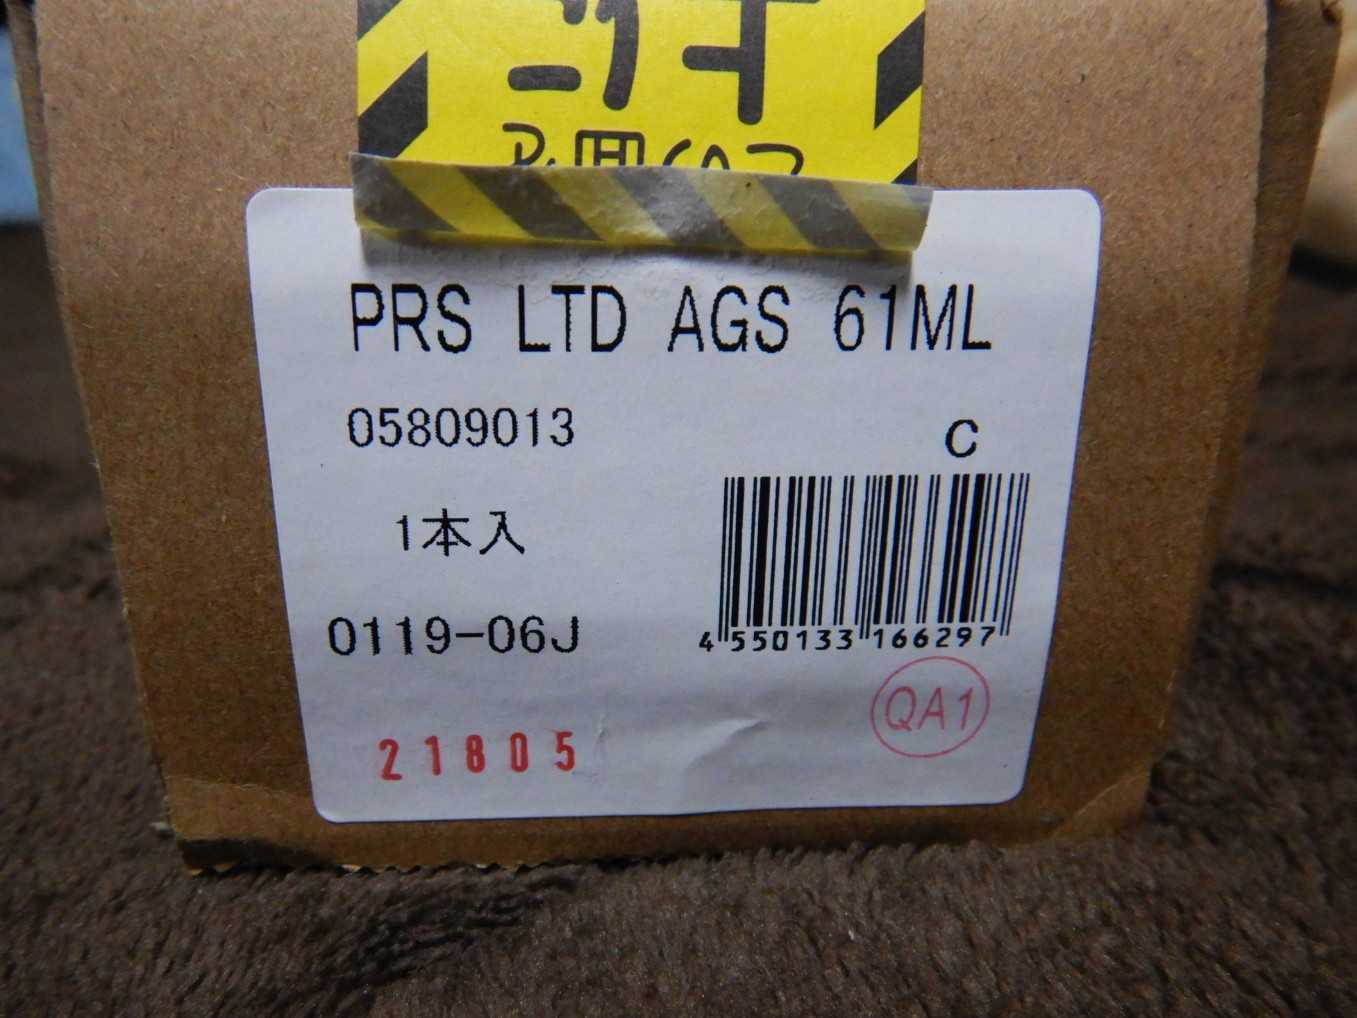 PRS LTD AGS 61ML
05809013
C
1本入
0119-06J
4 550133 166297
QA1
21805